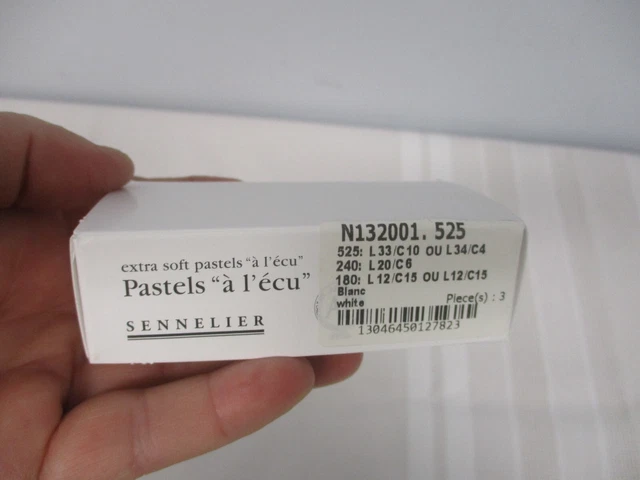 extra soft pastels “à l’écu”
Pastels “à l’écu”
SENNELIER
N132001. 525
525: L33/C10 OU L34/C4
240: L20/C6
180: L12/C15 OU L12/C15
Blanc
white
Piece(s) : 3
13046450127823